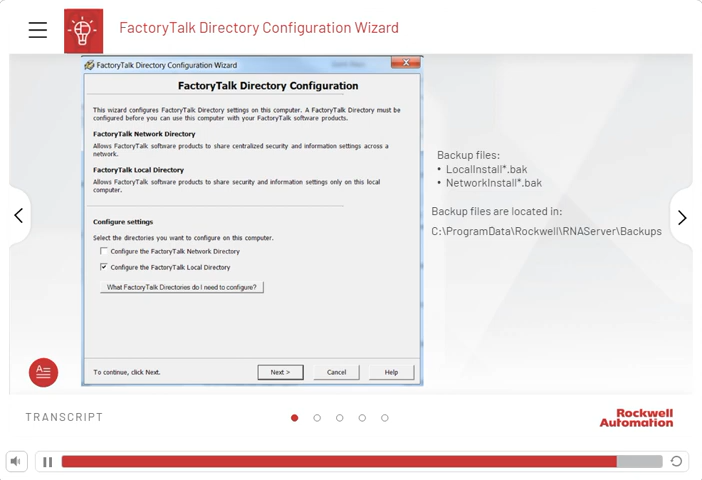 FactoryTalk Directory Configuration Wizard
FactoryTalk Directory Configuration Wizard
FactoryTalk Directory Configuration
This wizard configures FactoryTalk Directory settings on this computer. A FactoryTalk Directory must be
configured before you can use this computer with your FactoryTalk software products.
FactoryTalk Network Directory
Allows FactoryTalk software products to share centralized security and information settings across a
network.
FactoryTalk Local Directory
Allows FactoryTalk software products to share security and information settings only on this local
computer.
Configure settings
Select the directories you want to configure on this computer.
Configure the FactoryTalk Network Directory
Configure the FactoryTalk Local Directory
What FactoryTalk Directories do I need to configure?
To continue, click Next.
Next >
Cancel
Help
Backup files:
• LocalInstall*.bak
• NetworkInstall*.bak
Backup files are located in:
C:\ProgramData\Rockwell\RNAServer\Backups
A
TRANSCRIPT
Rockwell
Automation